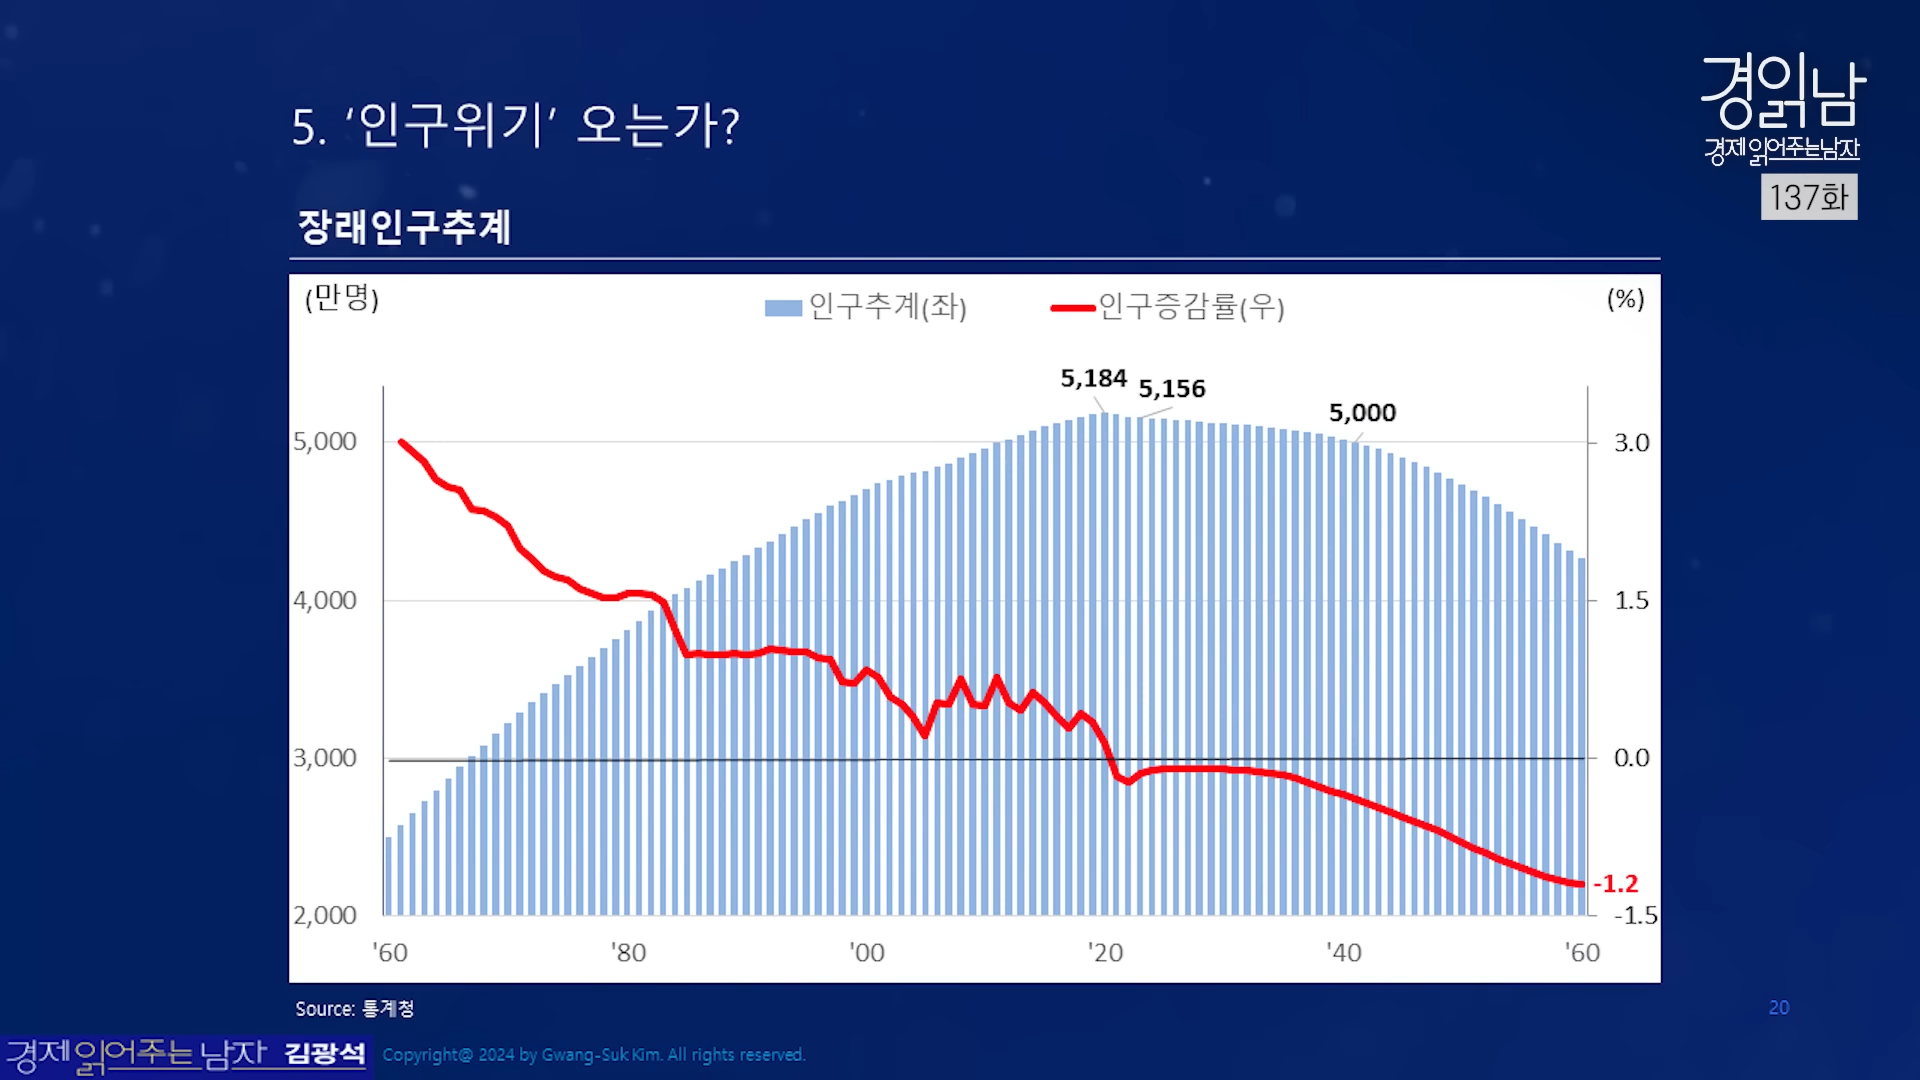 경읽남
경제 읽어주는남자
137화
5. ‘인구위기’ 오는가?
장래인구추계
(만명)
인구추계(좌)
인구증감률(우)
(%)
5,184
5,156
5,000
5,000
4,000
3,000
2,000
3.0
1.5
0.0
-1.2
-1.5
'60
'80
'00
'20
'40
'60
Source: 통계청
20
경제 읽어주는 남자 김광석
Copyright@ 2024 by Gwang-Suk Kim. All rights reserved.